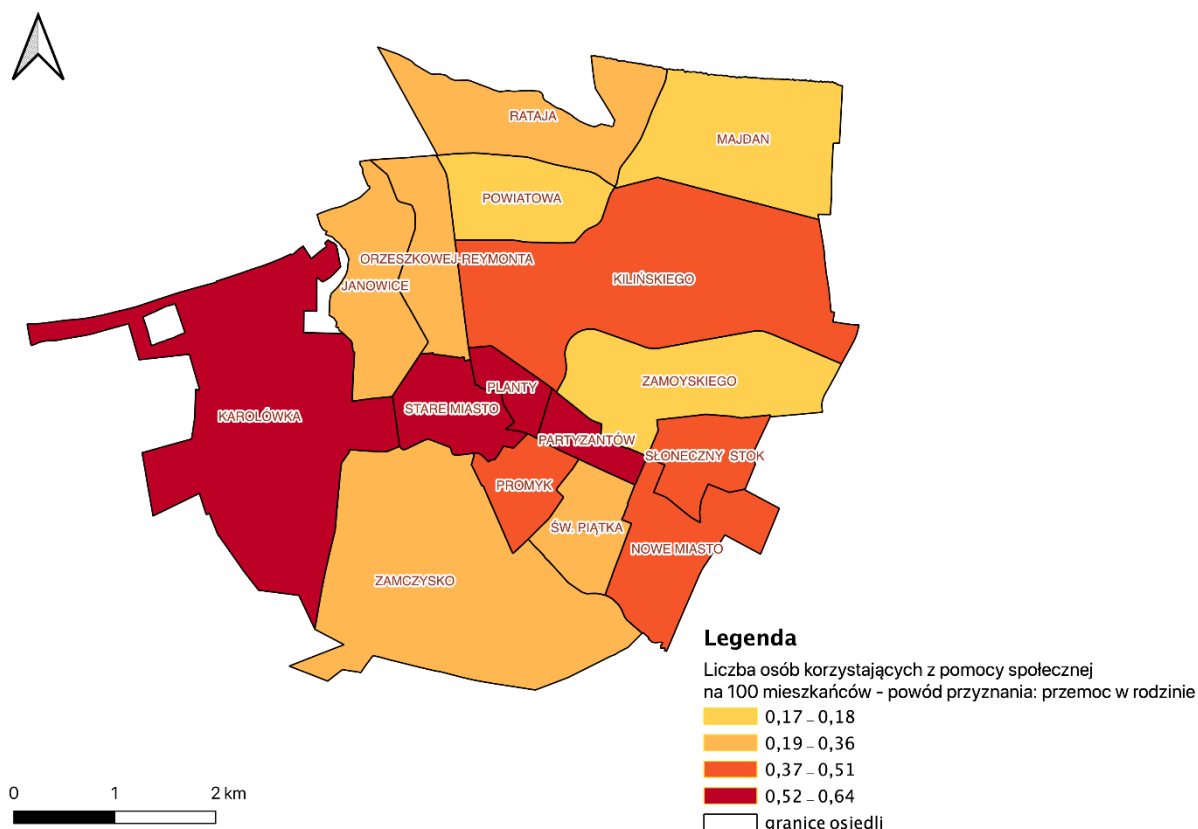 RATAJA
MAJDAN
POWIATOWA
ORZESZKOWEJ-REYMONTA
KILIŃSKIEGO
JANOWICE
ZAMOYSKIEGO
PLANTY
STARE MIASTO
KAROLÓWKA
PARTYZANTÓW
SŁONECZNY STOK
PROMYK
ŚW. PIĄTKA
NOWE MIASTO
ZAMCZYSKO
Legenda
Liczba osób korzystających z pomocy społecznej
na 100 mieszkańców - powód przyznania: przemoc w rodzinie
0,17 - 0,18
0,19 - 0,36
0,37 - 0,51
0,52 - 0,64
granice osiedli
0 1 2 km